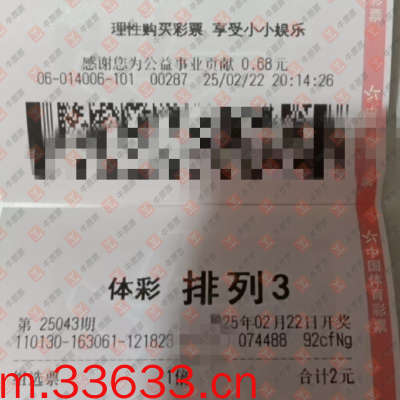 理性购买彩票 享受小小娱乐
感谢您为公益事业贡献 0.68元
06-014006-101 00287 25/02/22 20:14:26
中国体育彩票
体彩 排列3
第 25043期 25年02月22日开奖
110130-163061-121823 074488 92cfNg
选票 1倍 合计2元
m.33633.cn